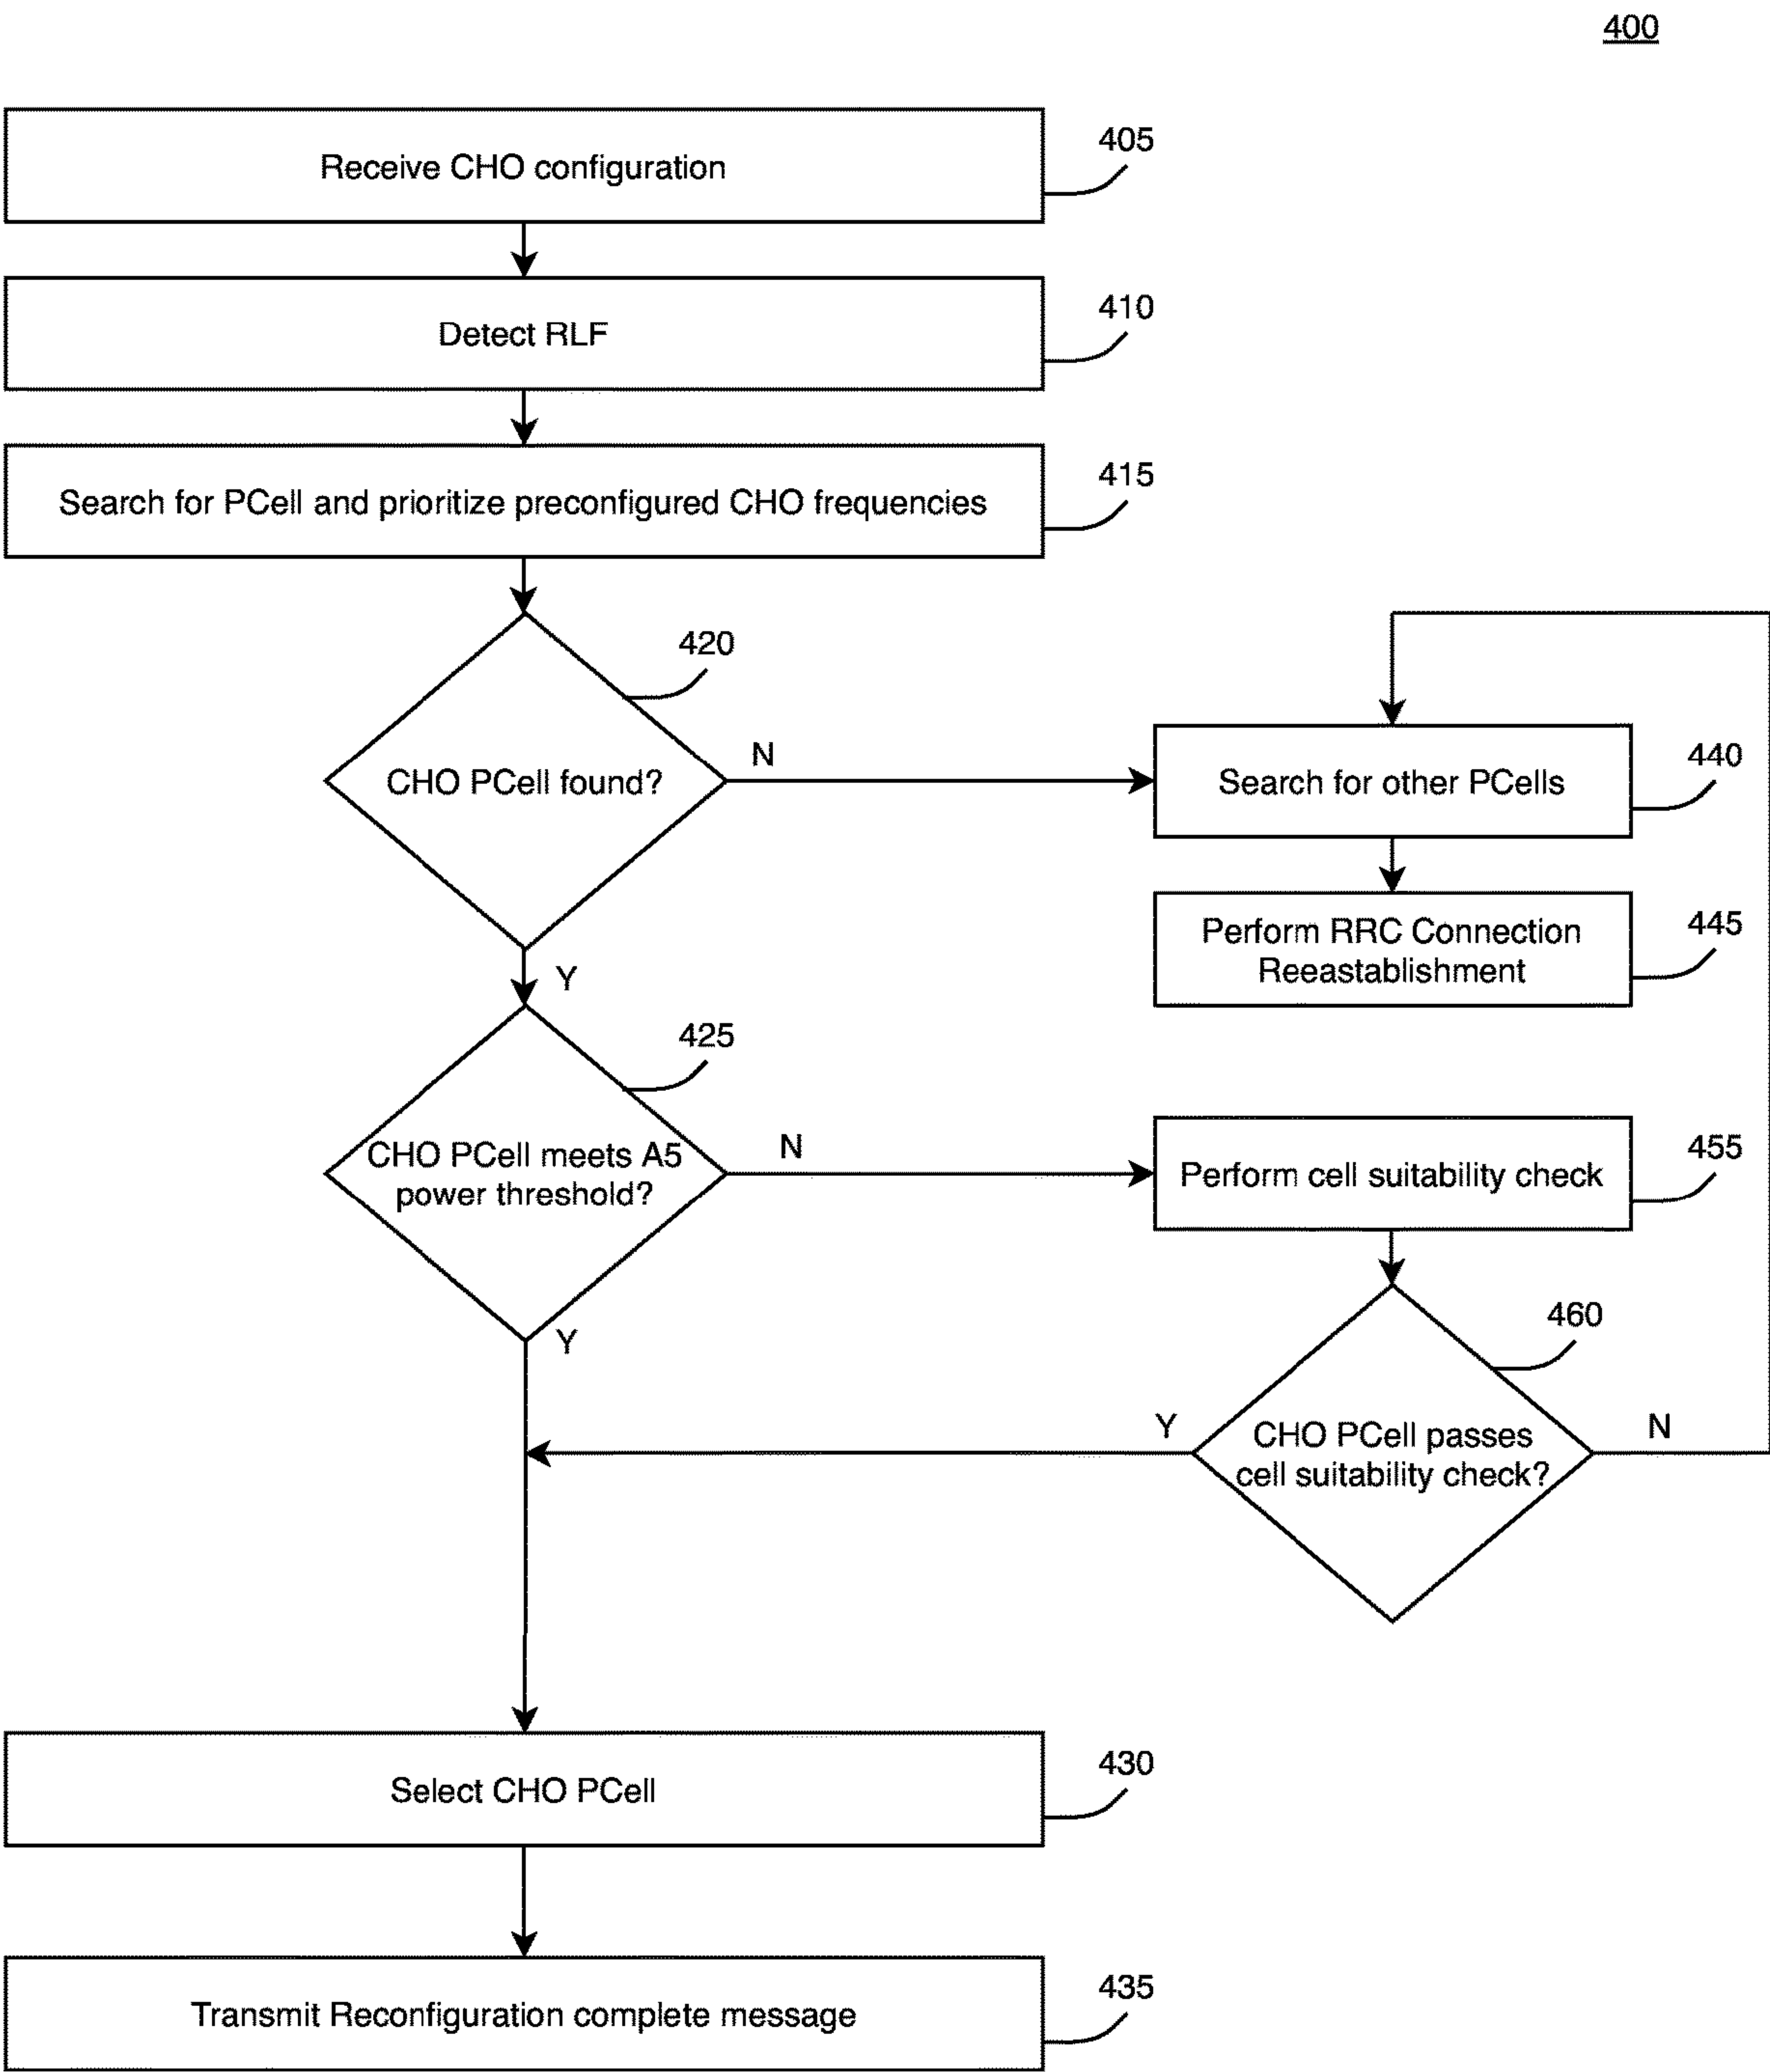 400
Receive CHO configuration
405
Detect RLF
410
Search for PCell and prioritize preconfigured CHO frequencies
415
420
CHO PCell found?
N
Search for other PCells
440
Perform RRC Connection
Reeastablishment
445
Y
425
CHO PCell meets A5
power threshold?
N
Perform cell suitability check
455
Y
460
Y
CHO PCell passes
cell suitability check?
N
Select CHO PCell
430
Transmit Reconfiguration complete message
435